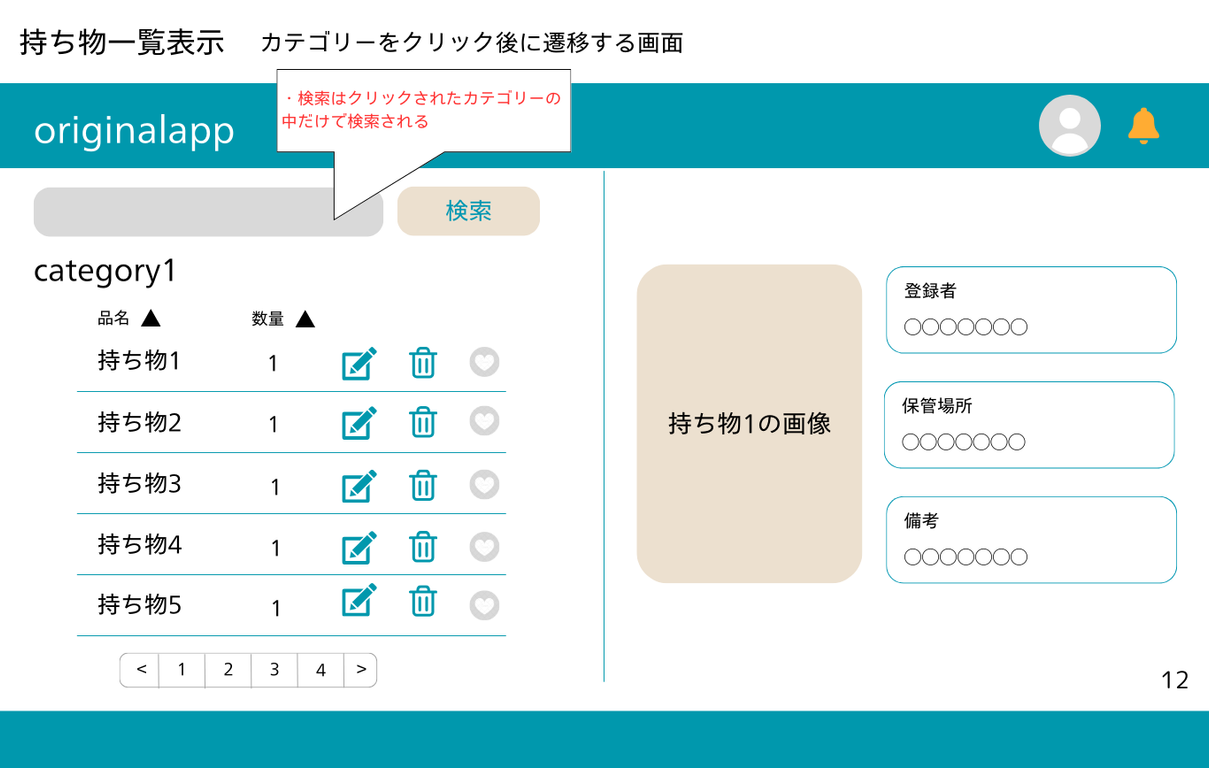 持ち物一覧表示 カテゴリーをクリック後に遷移する画面
・検索はクリックされたカテゴリーの
中だけで検索される
originalapp
検索
category1
品名 ▲ 数量 ▲
持ち物1 1
持ち物2 1
持ち物3 1
持ち物4 1
持ち物5 1
< 1 2 3 4 >
持ち物1の画像
登録者
○○○○○○○
保管場所
○○○○○○○
備考
○○○○○○○
12